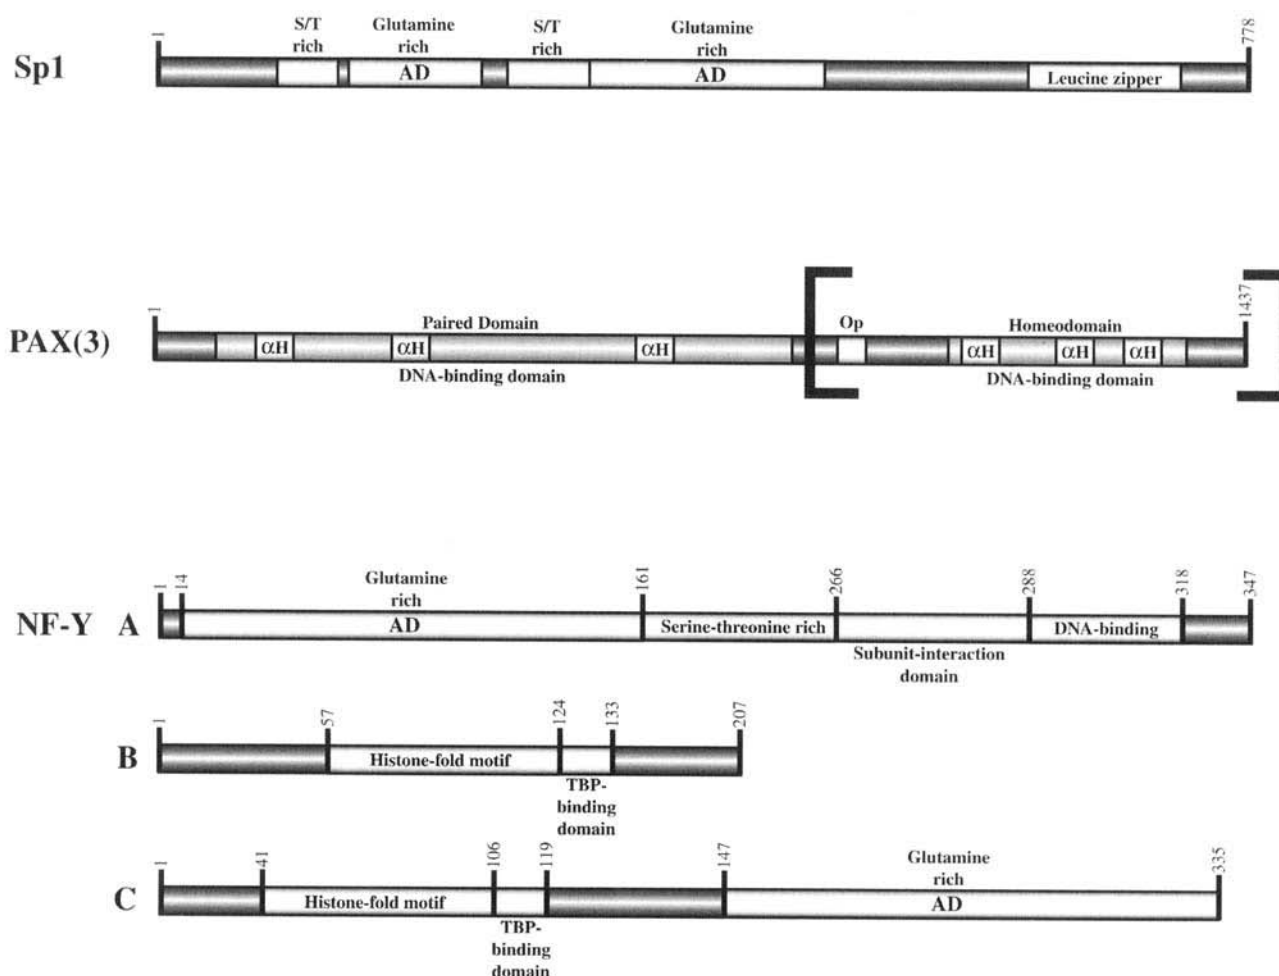 S/T
rich
Glutamine
rich
S/T
rich
Glutamine
rich
1
778
Sp1
AD
AD
Leucine zipper
1
1437
Paired Domain
Op
Homeodomain
PAX(3)
αH
αH
αH
αH
αH
αH
DNA-binding domain
DNA-binding domain
1
14
Glutamine
rich
161
266
288
318
347
NF-Y A
AD
Serine-threonine rich
DNA-binding
Subunit-interaction
domain
1
57
124
133
207
B
Histone-fold motif
TBP-
binding
domain
1
41
106
119
147
Glutamine
rich
335
C
Histone-fold motif
AD
TBP-
binding
domain